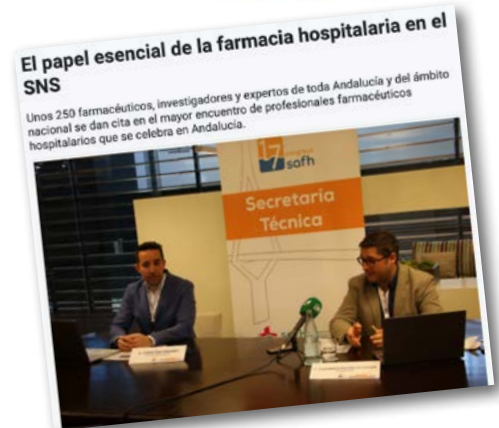 El papel esencial de la farmacia hospitalaria en el
SNS
Unos 250 farmacéuticos, investigadores y expertos de toda Andalucía y del ámbito
nacional se dan cita en el mayor encuentro de profesionales farmacéuticos
hospitalarios que se celebra en Andalucía.
17
safh
Secretaría
Técnica